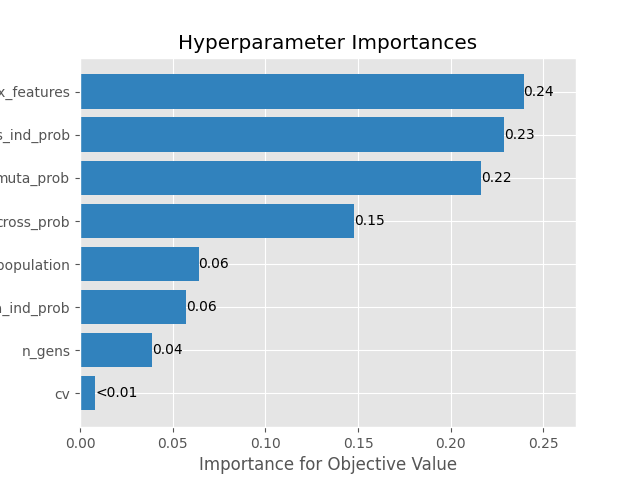 Hyperparameter Importances
x_features
0.24
s_ind_prob
0.23
muta_prob
0.22
cross_prob
0.15
population
0.06
_ind_prob
0.06
n_gens
0.04
cv
<0.01
0.00 0.05 0.10 0.15 0.20 0.25
Importance for Objective Value